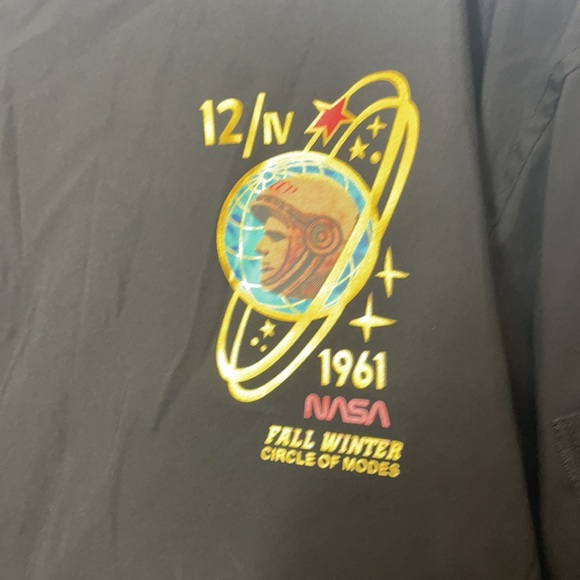 12/IV
1961
NASA
FALL WINTER
CIRCLE OF MODES